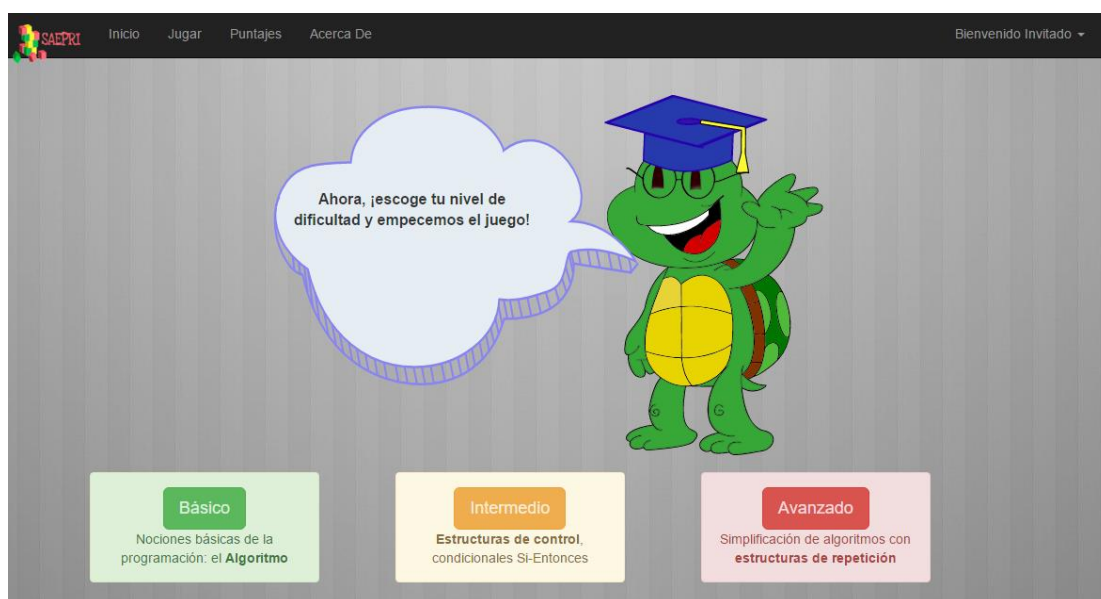 SAEPRI
Inicio Jugar Puntajes Acerca De
Bienvenido Invitado
Ahora, ¡escoge tu nivel de
dificultad y empecemos el juego!
Básico
Nociones básicas de la
programación: el Algoritmo
Intermedio
Estructuras de control,
condicionales Si-Entonces
Avanzado
Simplificación de algoritmos con
estructuras de repetición